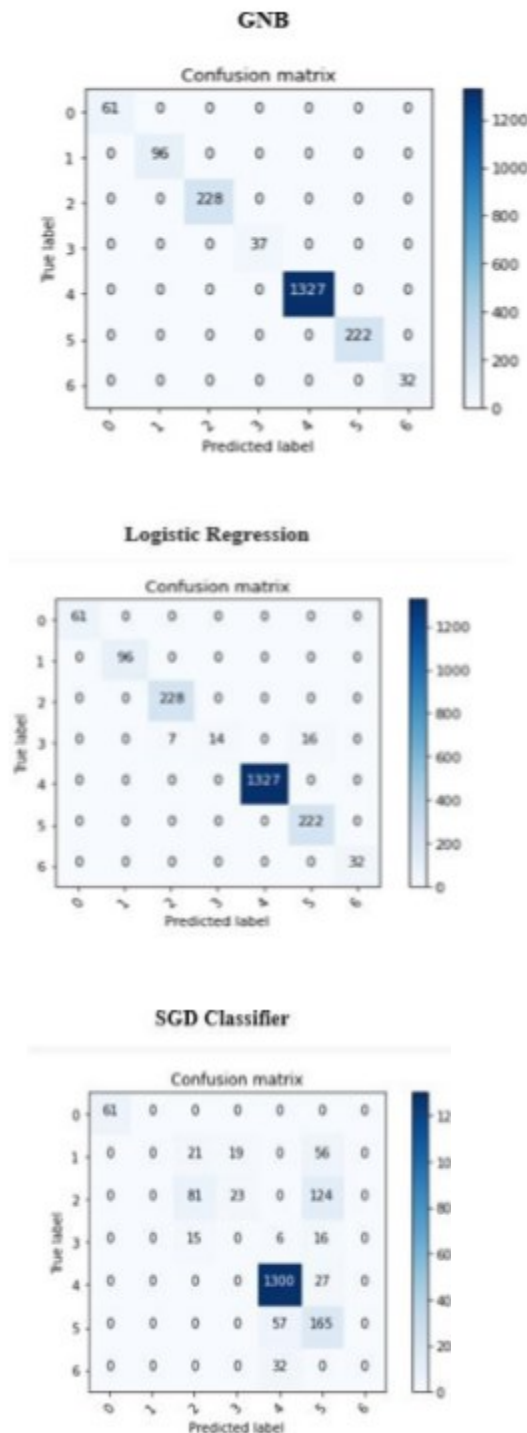 GNB
Confusion matrix
0 61 0 0 0 0 0 0
1 0 96 0 0 0 0 0
2 0 0 228 0 0 0 0
3 0 0 0 37 0 0 0
4 0 0 0 0 1327 0 0
5 0 0 0 0 0 222 0
6 0 0 0 0 0 0 32
True label
0 1 2 3 4 5 6
Predicted label
1200
1000
800
600
400
200
0
Logistic Regression
Confusion matrix
0 61 0 0 0 0 0 0
1 0 96 0 0 0 0 0
2 0 0 228 0 0 0 0
3 0 0 7 14 0 16 0
4 0 0 0 0 1327 0 0
5 0 0 0 0 0 222 0
6 0 0 0 0 0 0 32
True label
0 1 2 3 4 5 6
Predicted label
1200
1000
800
600
400
200
0
SGD Classifier
Confusion matrix
0 61 0 0 0 0 0 0
1 0 0 21 19 0 56 0
2 0 0 81 23 0 124 0
3 0 0 15 0 6 16 0
4 0 0 0 0 1300 27 0
5 0 0 0 0 57 165 0
6 0 0 0 0 32 0 0
True label
0 1 2 3 4 5 6
Predicted label
12
10
80
60
40
20
0